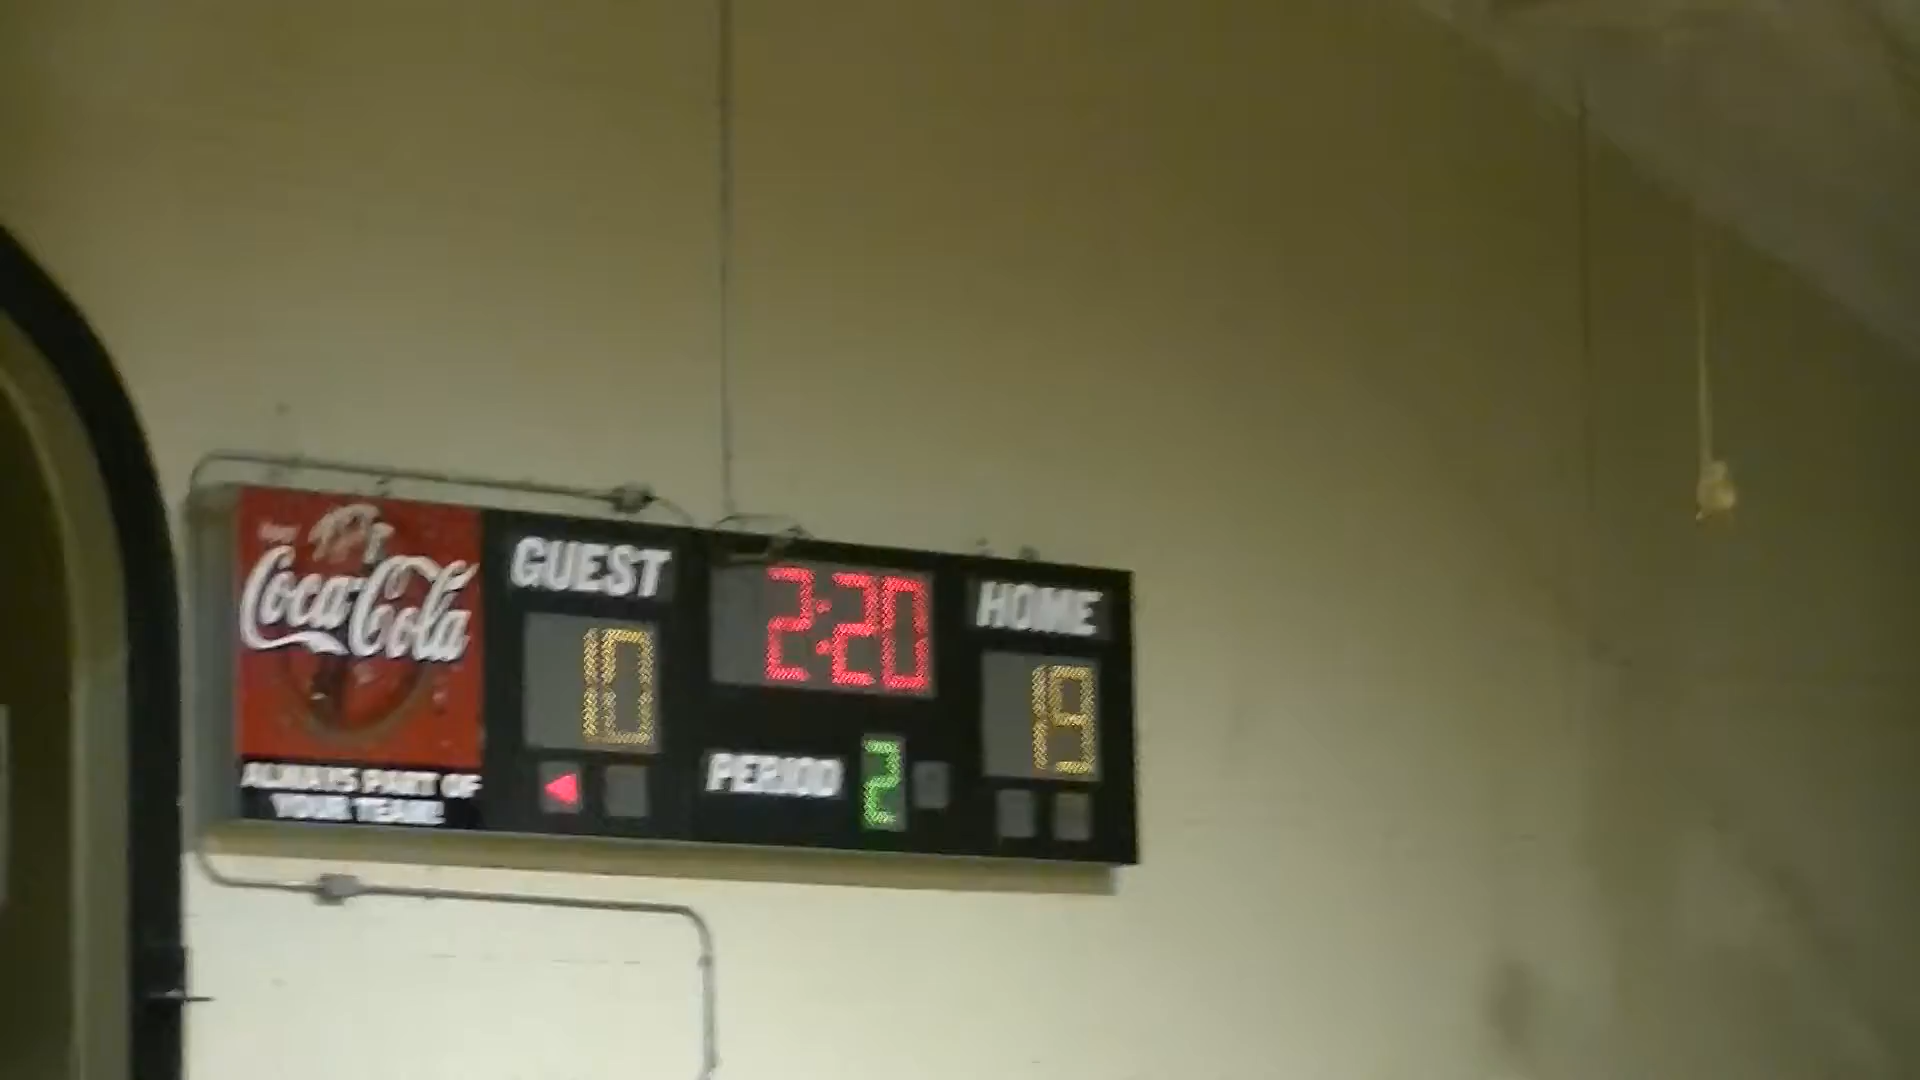 Coca-Cola
ALWAYS PART OF
YOUR TEAM!
GUEST
10
2:20
PERIOD 2
HOME
19